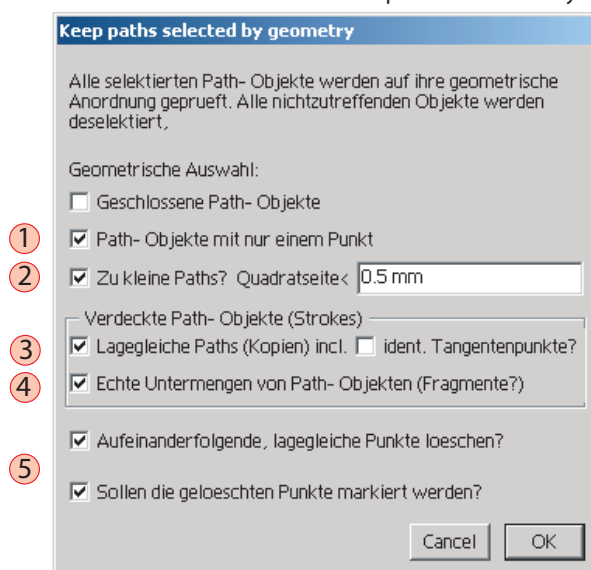 Keep paths selected by geometry
Alle selektierten Path- Objekte werden auf ihre geometrische
Anordnung geprueft. Alle nichtzutreffenden Objekte werden
deselektiert,
Geometrische Auswahl:
Geschlossene Path- Objekte
1 Path- Objekte mit nur einem Punkt
2 Zu kleine Paths? Quadratseite< 0.5 mm
Verdeckte Path- Objekte (Strokes)
3 Lagegleiche Paths (Kopien) incl. ident. Tangentenpunkte?
4 Echte Untermengen von Path- Objekten (Fragmente?)
Aufeinanderfolgende, lagegleiche Punkte loeschen?
5
Sollen die geloeschten Punkte markiert werden?
Cancel OK